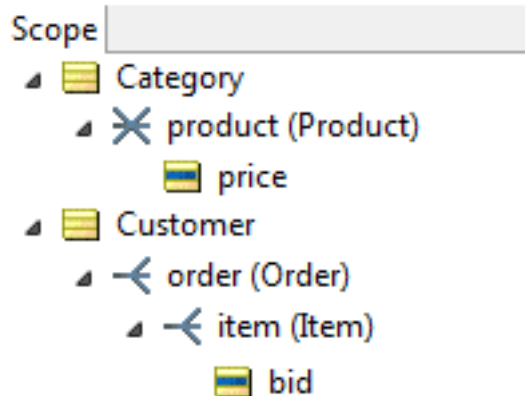 Scope
Category
product (Product)
price
Customer
order (Order)
item (Item)
bid